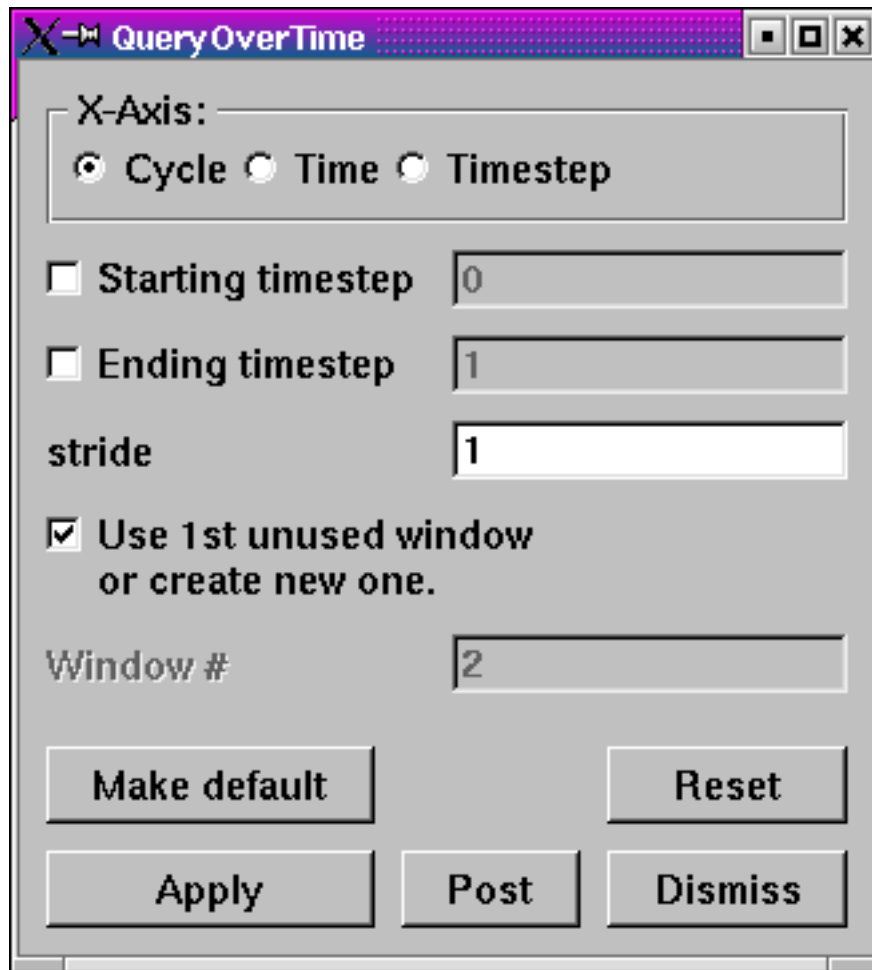 QueryOverTime
X-Axis:
Cycle Time Timestep
Starting timestep 0
Ending timestep 1
stride 1
Use 1st unused window
or create new one.
Window # 2
Make default Reset
Apply Post Dismiss